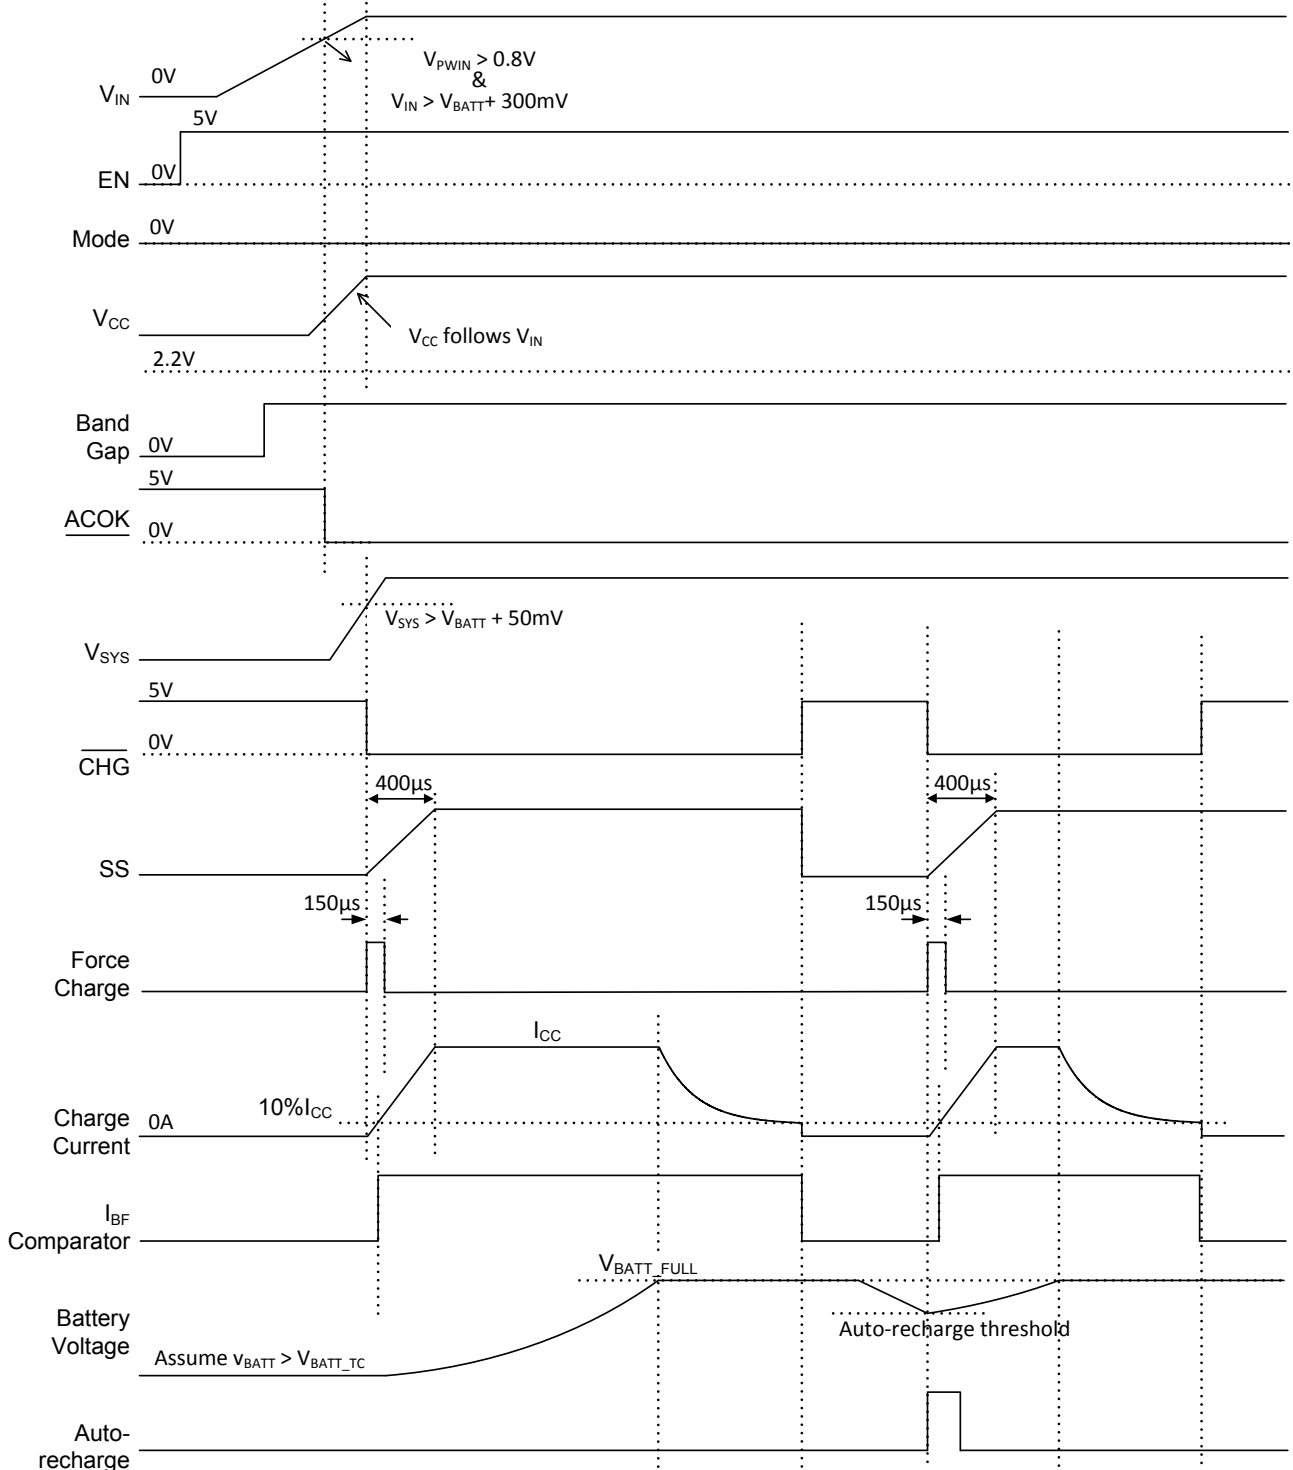 V_IN
0V
V_PWIN > 0.8V
&
V_IN > V_BATT+ 300mV
5V
EN
0V
Mode
0V
V_CC
V_CC follows V_IN
2.2V
Band
Gap
0V
5V
ACOK
0V
V_SYS > V_BATT + 50mV
V_SYS
5V
0V
CHG
400µs
400µs
SS
150µs
150µs
Force
Charge
I_CC
10%I_CC
Charge
Current
0A
I_BF
Comparator
V_BATT_FULL
Battery
Voltage
Auto-recharge threshold
Assume v_BATT > V_BATT_TC
Auto-
recharge